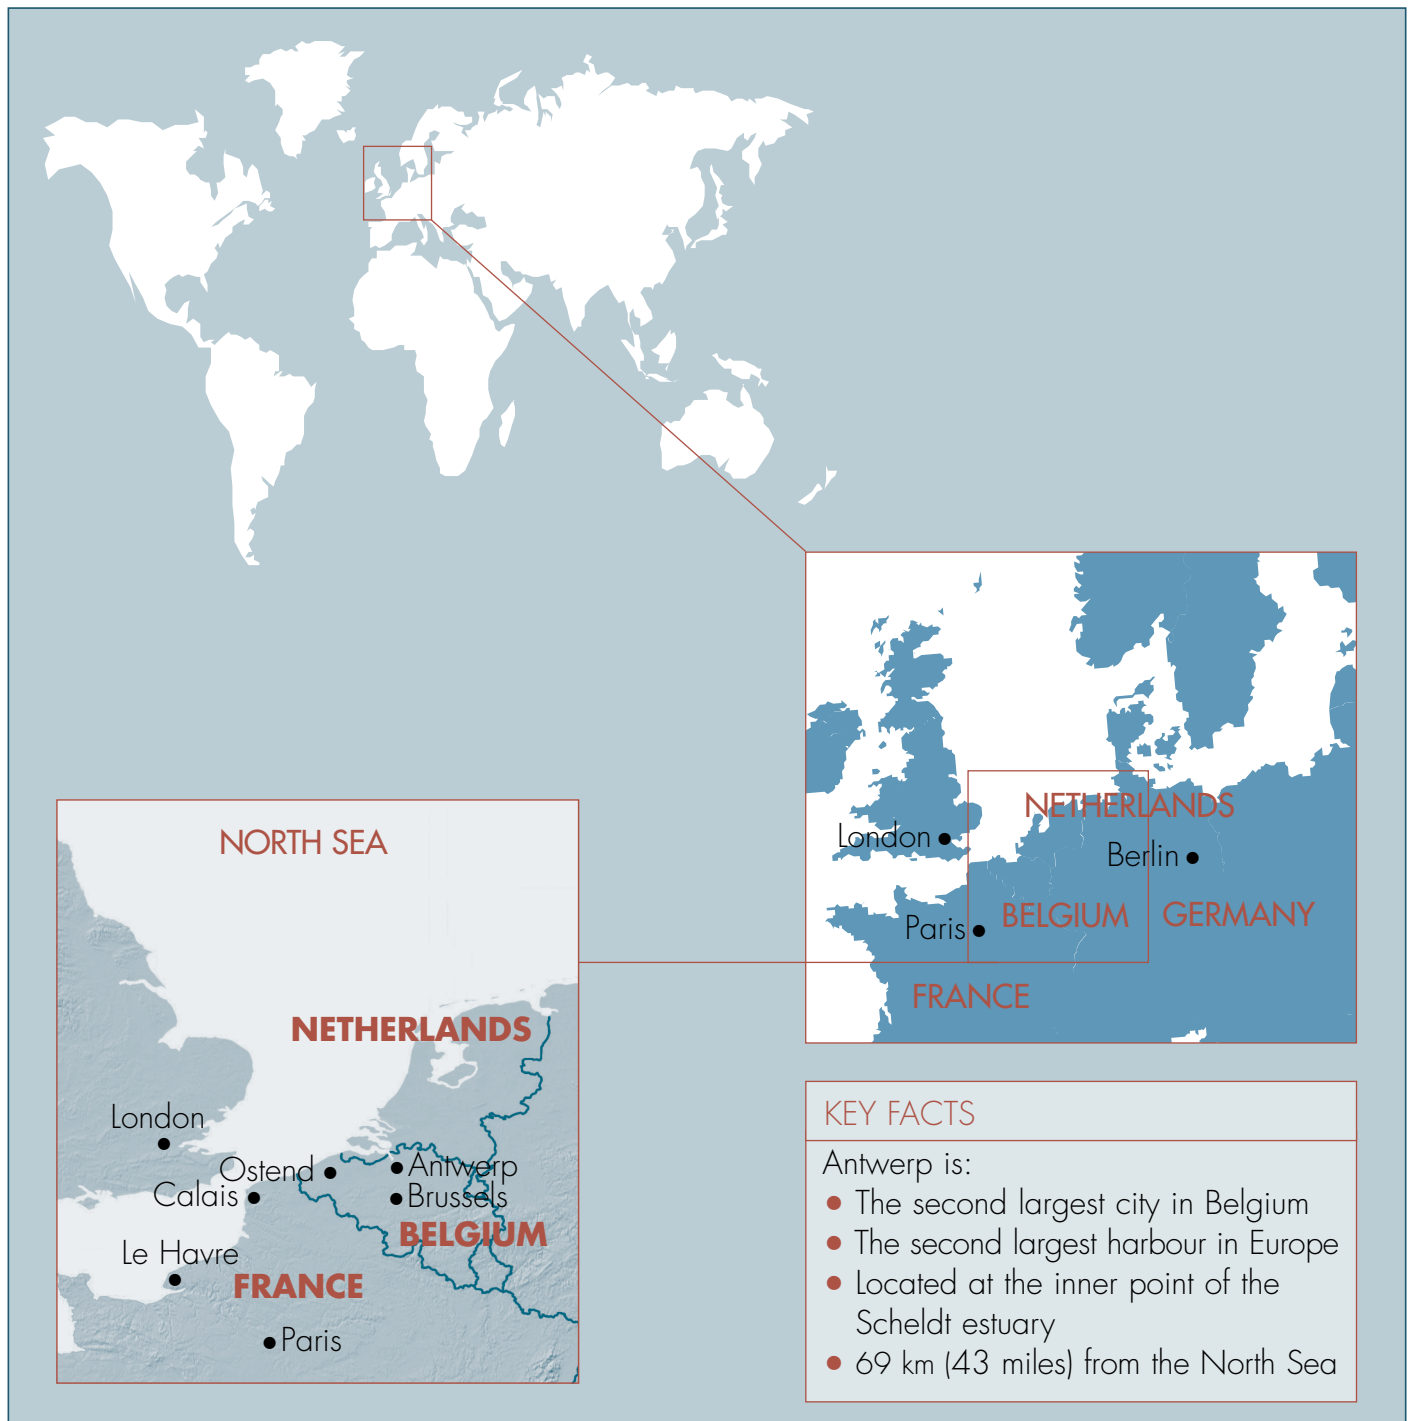 NETHERLANDS
London
Berlin
BELGIUM
GERMANY
Paris
FRANCE
NORTH SEA
NETHERLANDS
London
Ostend
Antwerp
Calais
Brussels
BELGIUM
Le Havre
FRANCE
Paris
KEY FACTS
Antwerp is:
• The second largest city in Belgium
• The second largest harbour in Europe
• Located at the inner point of the
Scheldt estuary
• 69 km (43 miles) from the North Sea